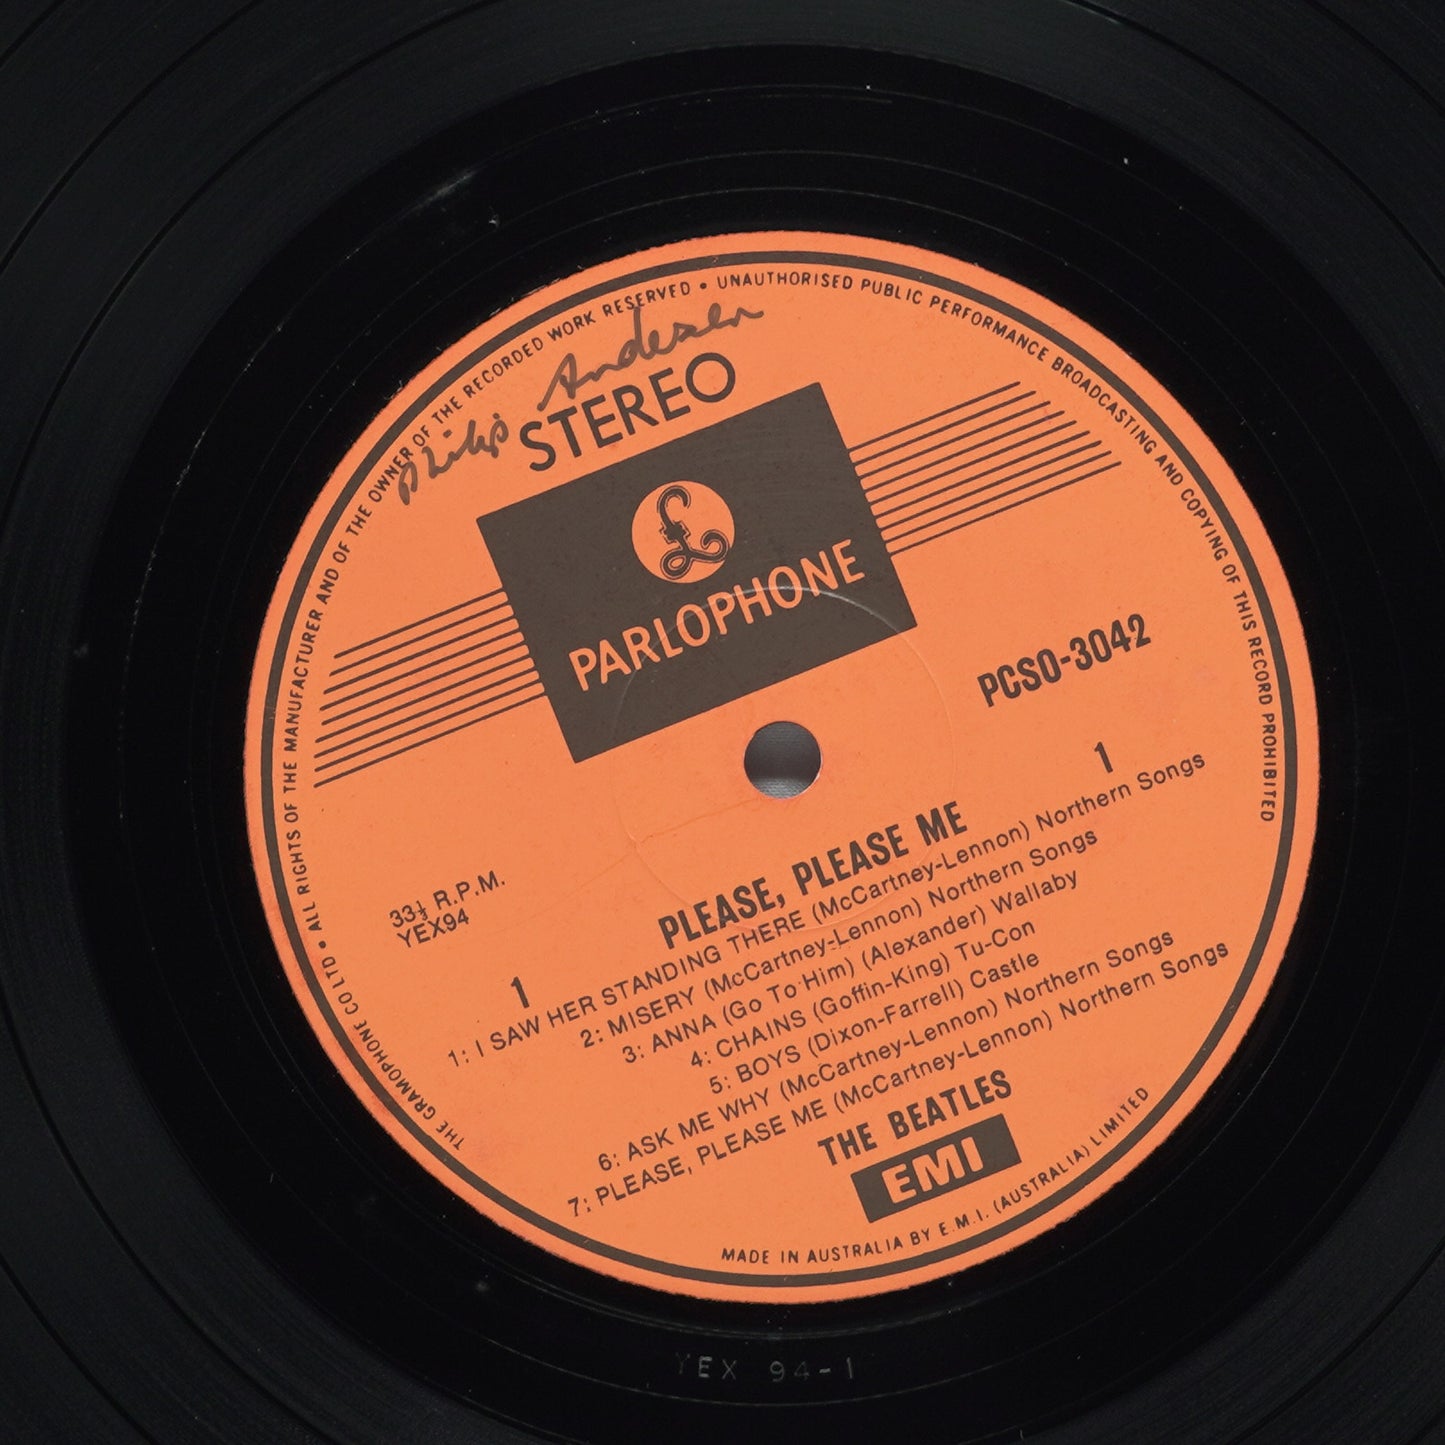 THE GRAMOPHONE CO LTD • ALL RIGHTS OF THE MANUFACTURER AND OF THE OWNER OF THE RECORDED WORK RESERVED • UNAUTHORISED PUBLIC PERFORMANCE BROADCASTING AND COPYING OF THIS RECORD PROHIBITED
Philip Andersen
STEREO
PARLOPHONE
PCSO-3042
33⅓ R.P.M.
YEX94
1
1
PLEASE, PLEASE ME
1: I SAW HER STANDING THERE (McCartney-Lennon) Northern Songs
2: MISERY (McCartney-Lennon) Northern Songs
3: ANNA (Go To Him) (Alexander) Wallaby
4: CHAINS (Goffin-King) Tu-Con
5: BOYS (Dixon-Farrell) Castle
6: ASK ME WHY (McCartney-Lennon) Northern Songs
7: PLEASE, PLEASE ME (McCartney-Lennon) Northern Songs
THE BEATLES
EMI
MADE IN AUSTRALIA BY E.M.I. (AUSTRALIA) LIMITED
YEX 94-1